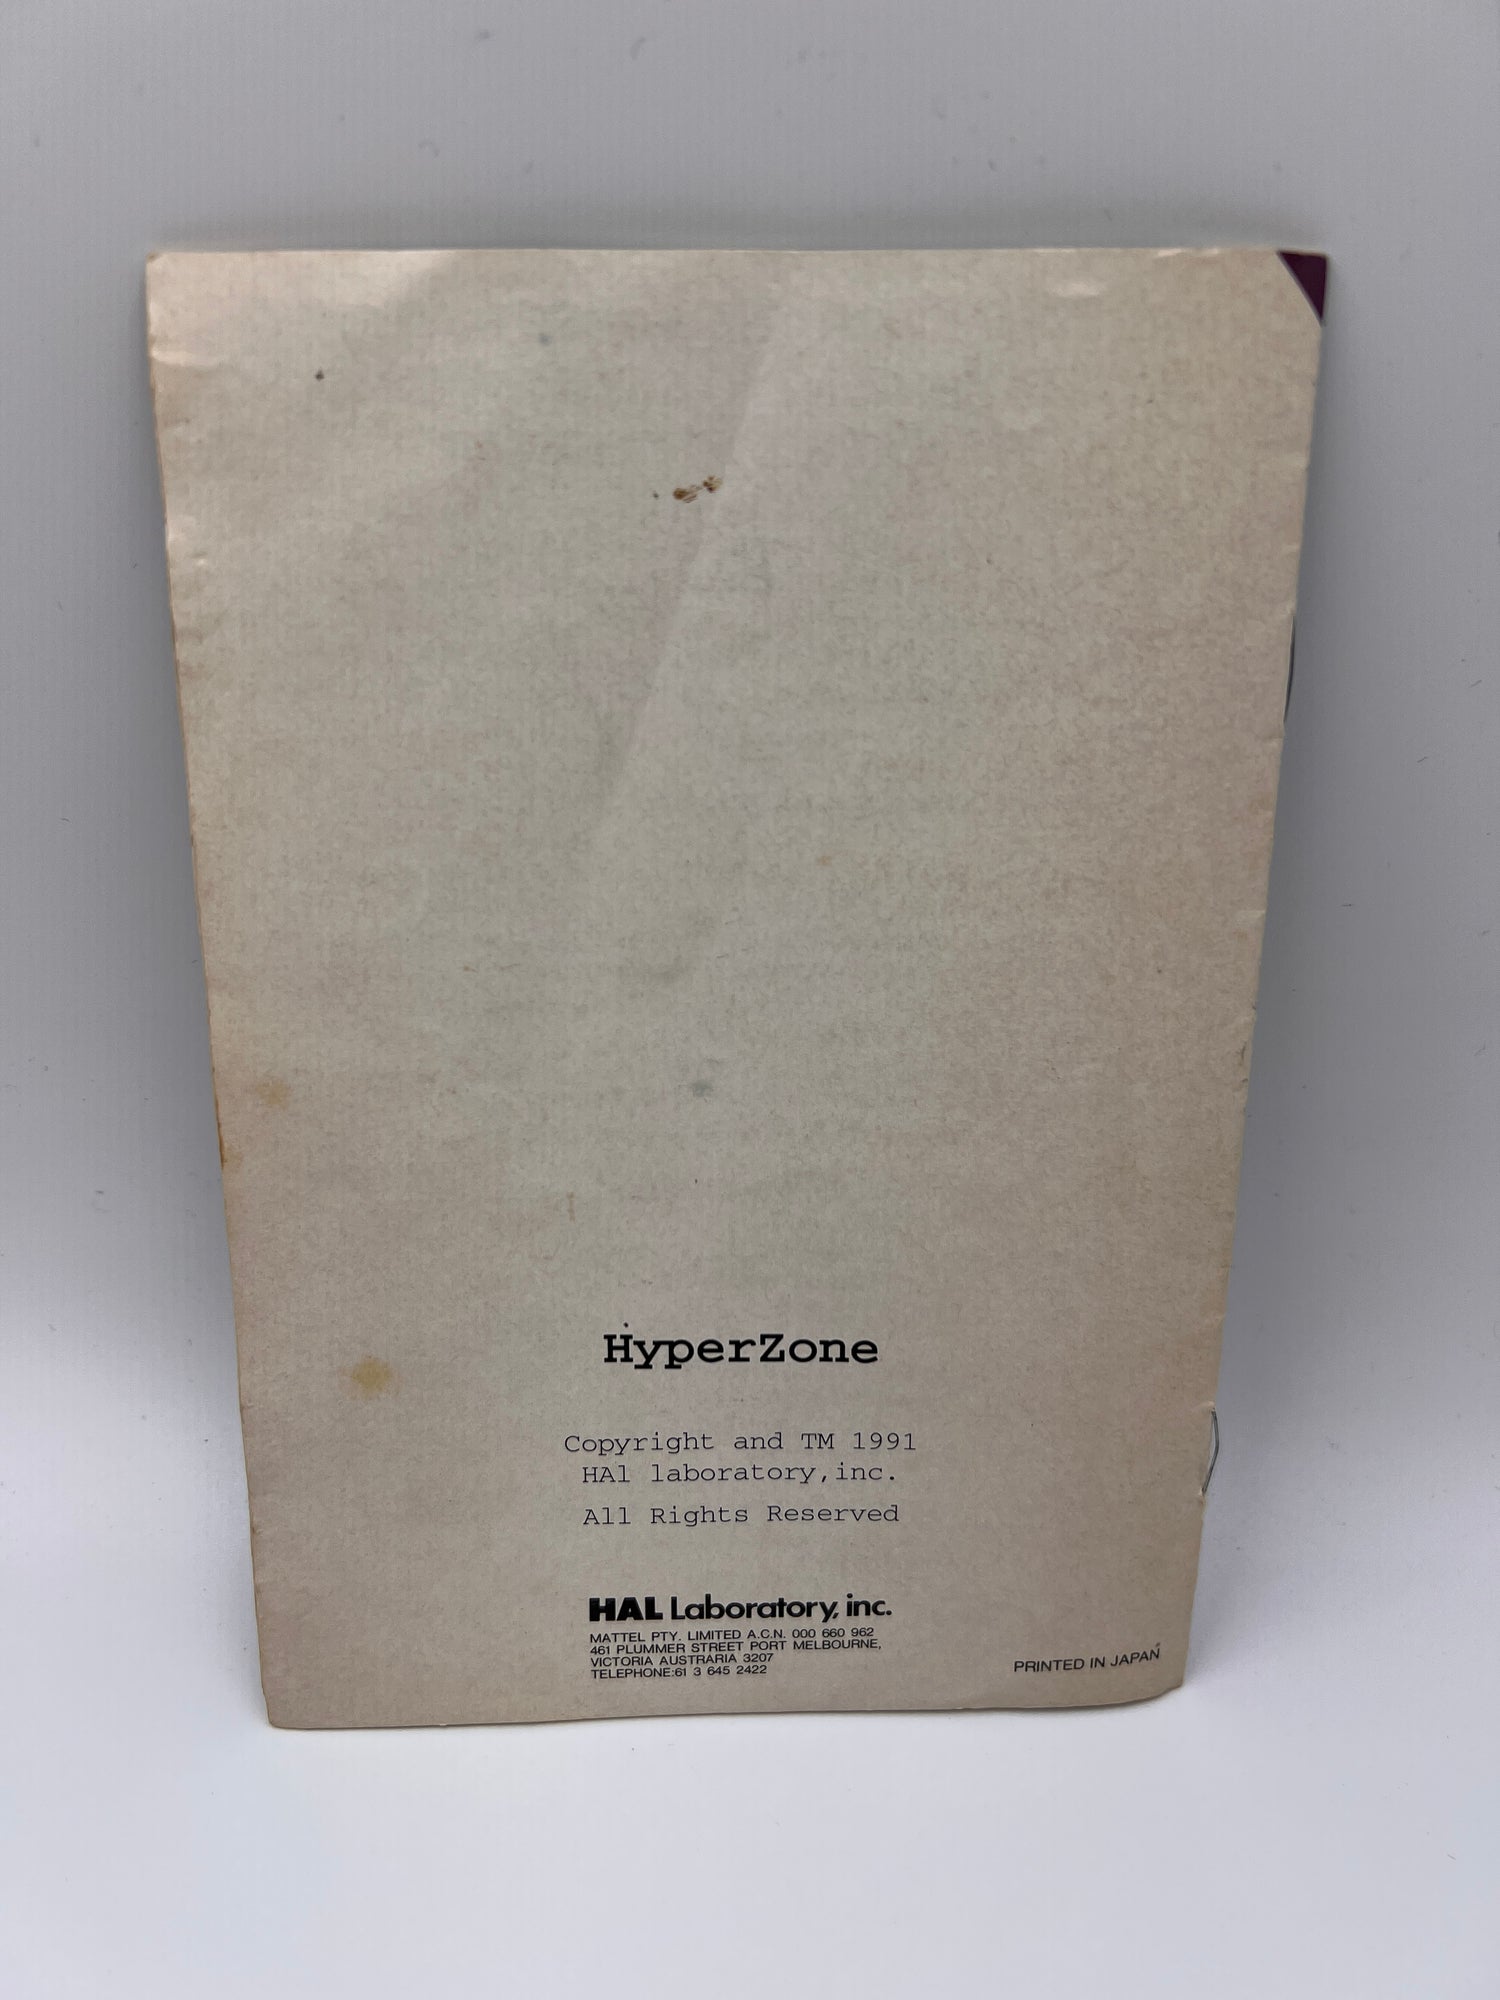 HyperZone
Copyright and TM 1991
HAl laboratory,inc.
All Rights Reserved
HAL Laboratory, inc.
MATTEL PTY. LIMITED A.C.N. 000 660 962
461 PLUMMER STREET PORT MELBOURNE,
VICTORIA AUSTRARIA 3207
TELEPHONE:61 3 645 2422
PRINTED IN JAPAN